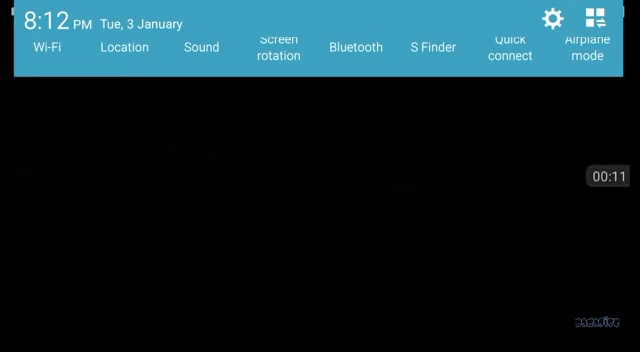 8:12 PM Tue, 3 January
Wi-Fi Location Sound Screen rotation Bluetooth S Finder Quick connect Airplane mode
00:11